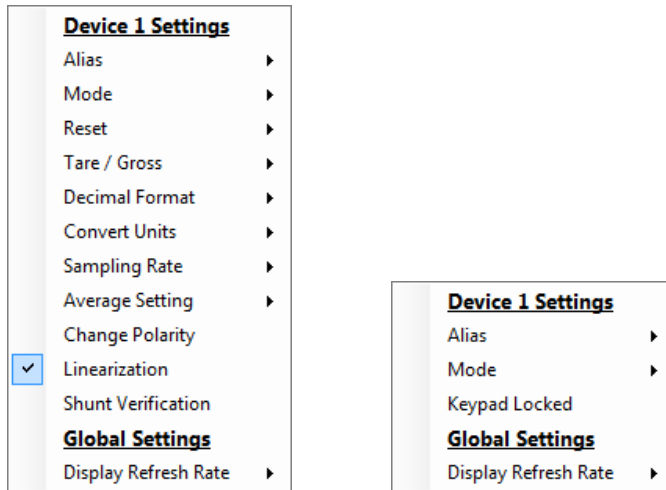 Device 1 Settings
Alias
Mode
Reset
Tare / Gross
Decimal Format
Convert Units
Sampling Rate
Average Setting
Change Polarity
Linearization
Shunt Verification
Global Settings
Display Refresh Rate
Device 1 Settings
Alias
Mode
Keypad Locked
Global Settings
Display Refresh Rate